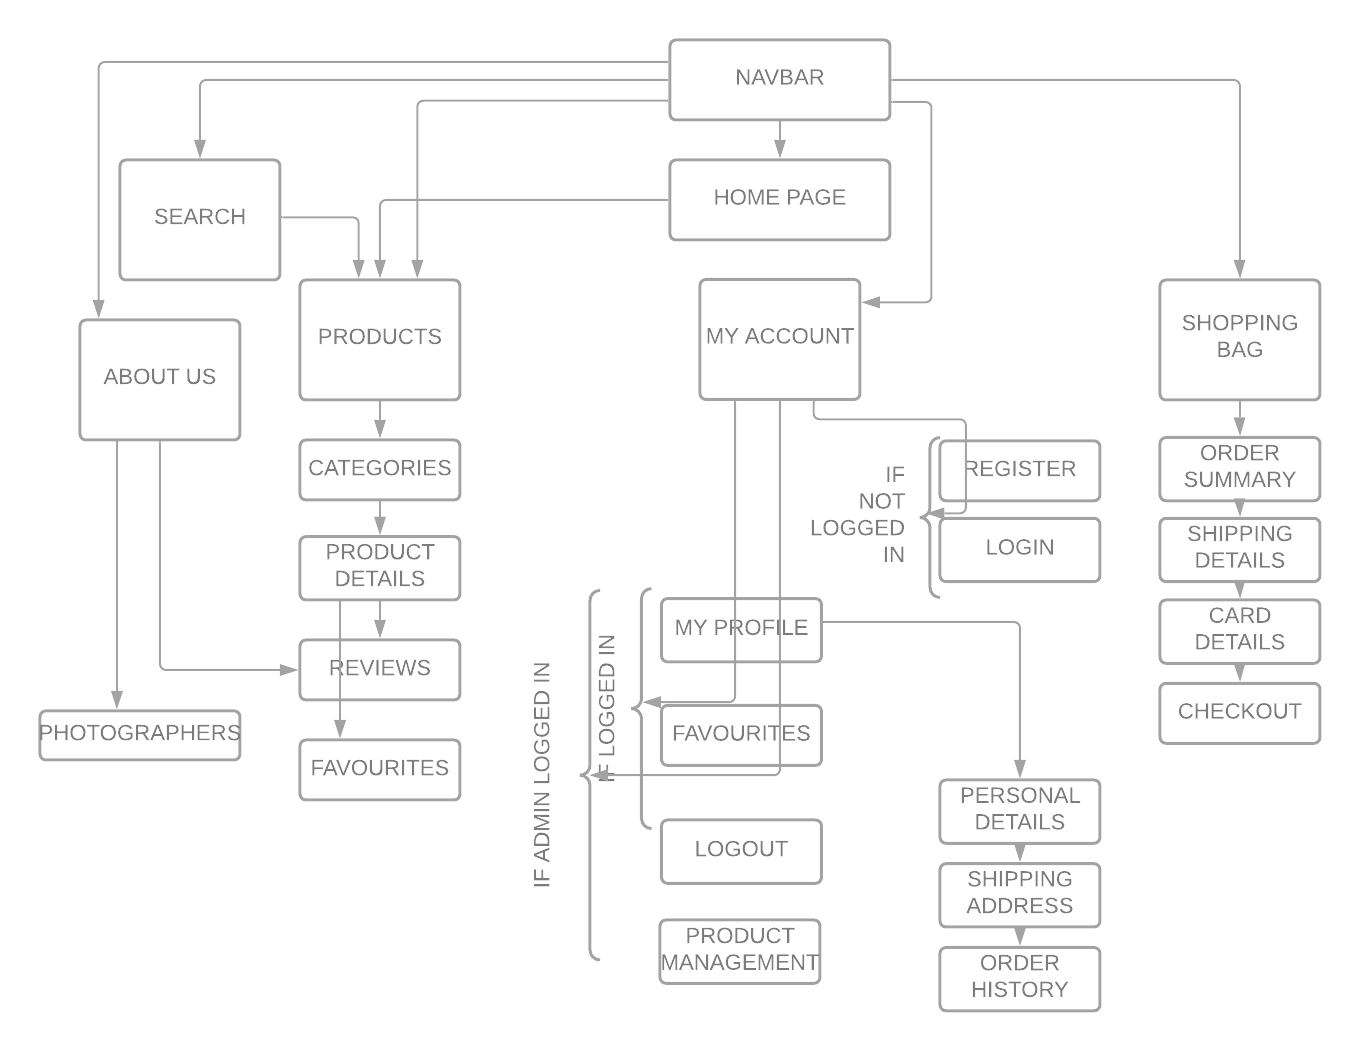 NAVBAR
HOME PAGE
SEARCH
PRODUCTS
MY ACCOUNT
SHOPPING
BAG
ABOUT US
CATEGORIES
REGISTER
ORDER
SUMMARY
IF
NOT
LOGGED
IN
PRODUCT
DETAILS
LOGIN
SHIPPING
DETAILS
MY PROFILE
CARD
DETAILS
REVIEWS
IF LOGGED IN
IF ADMIN LOGGED IN
PHOTOGRAPHERS
FAVOURITES
CHECKOUT
FAVOURITES
PERSONAL
DETAILS
LOGOUT
SHIPPING
ADDRESS
PRODUCT
MANAGEMENT
ORDER
HISTORY